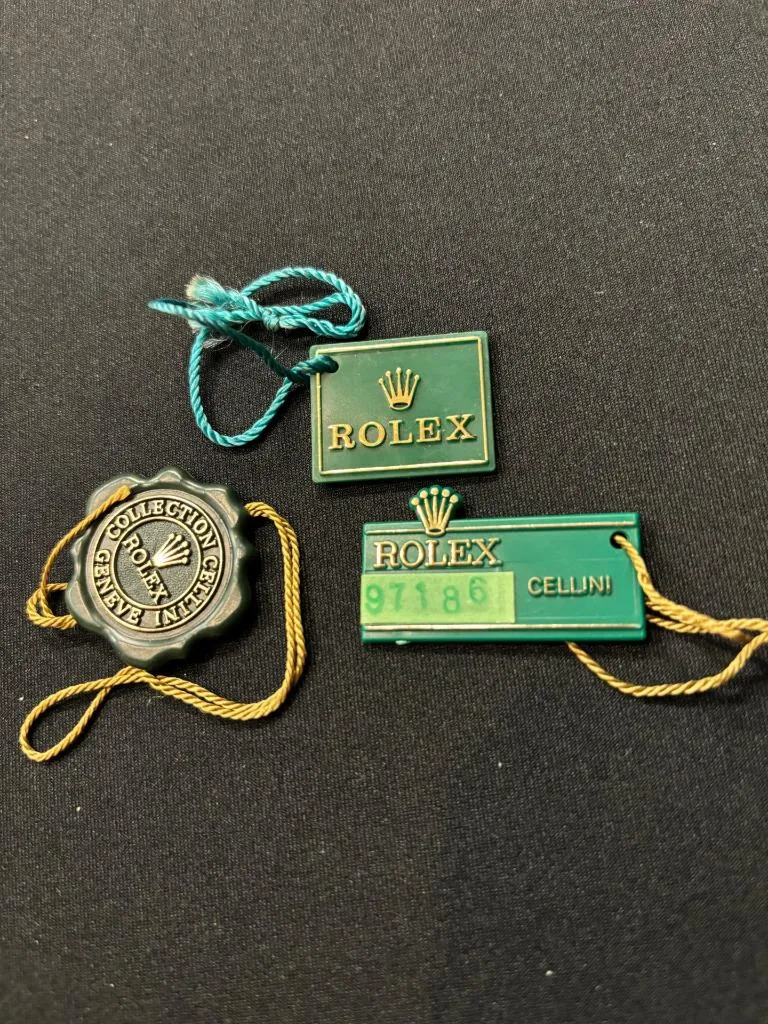 ROLEX
COLLECTION CELLINI
GENEVE
ROLEX
ROLEX
97186
CELLINI